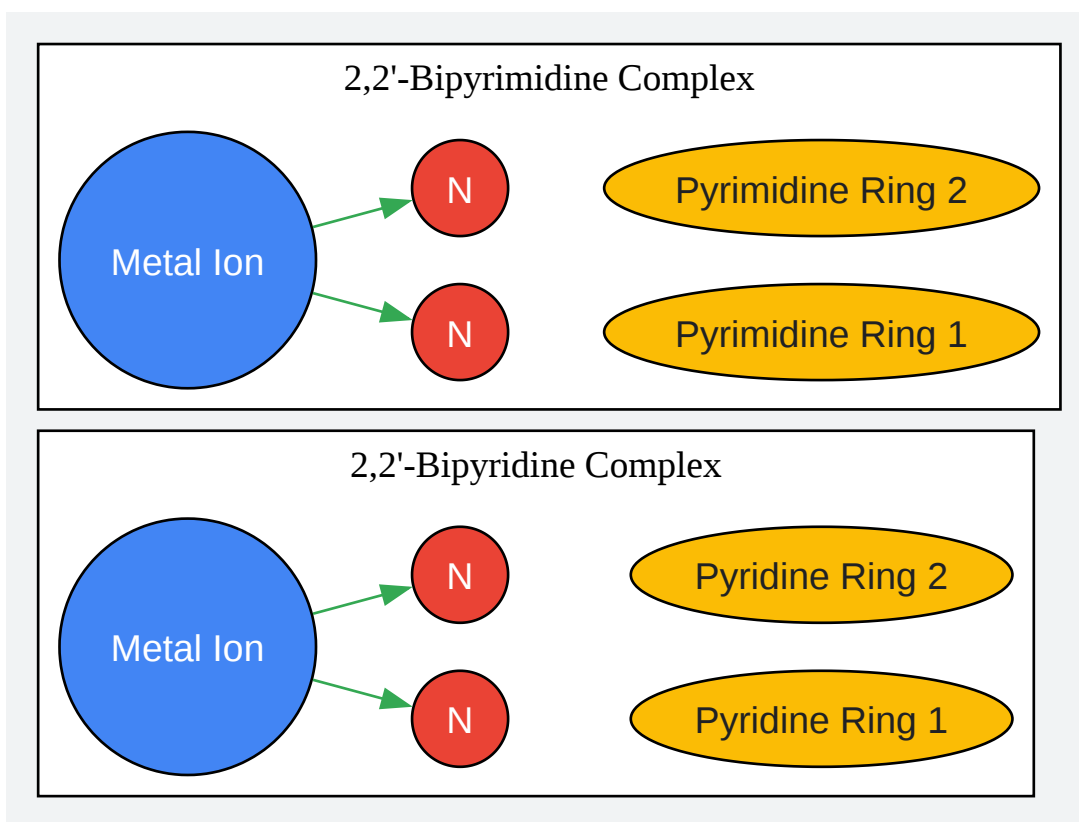 2,2'-Bipyrimidine Complex
Metal Ion
N
Pyrimidine Ring 2
N
Pyrimidine Ring 1
2,2'-Bipyridine Complex
Metal Ion
N
Pyridine Ring 2
N
Pyridine Ring 1